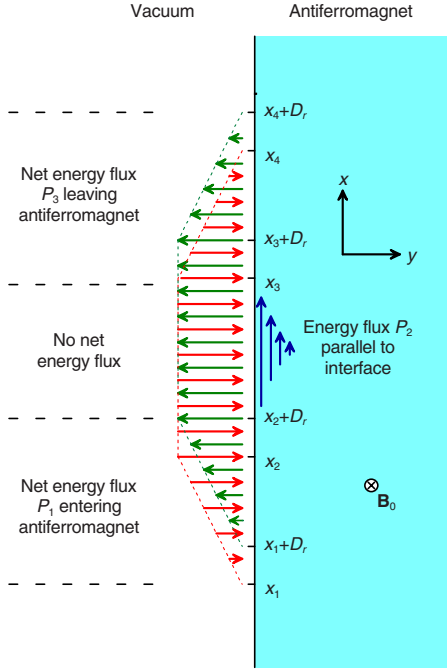 Vacuum
Antiferromagnet
x₄+Dᵣ
x₄
Net energy flux
P₃ leaving
antiferromagnet
x
y
x₃+Dᵣ
x₃
No net
energy flux
Energy flux P₂
parallel to
interface
x₂+Dᵣ
x₂
Net energy flux
P₁ entering
antiferromagnet
B₀
x₁+Dᵣ
x₁